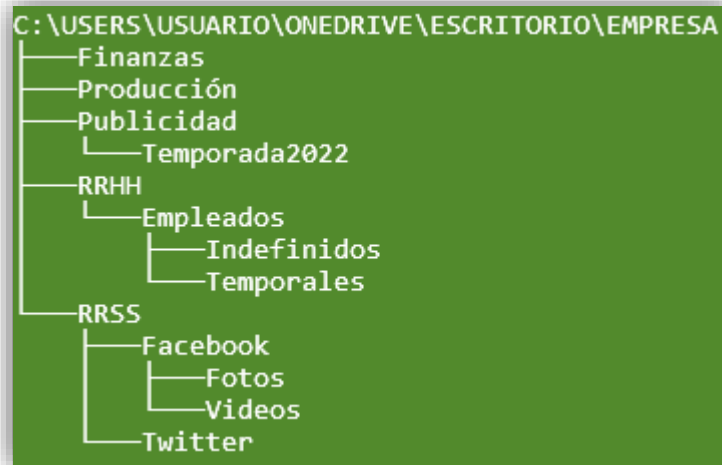 C:\USERS\USUARIO\ONEDRIVE\ESCRITORIO\EMPRESA
├───Finanzas
├───Producción
├───Publicidad
│   └───Temporada2022
├───RRHH
│   └───Empleados
│       ├───Indefinidos
│       └───Temporales
└───RRSS
    ├───Facebook
    │   ├───Fotos
    │   └───Videos
    └───Twitter